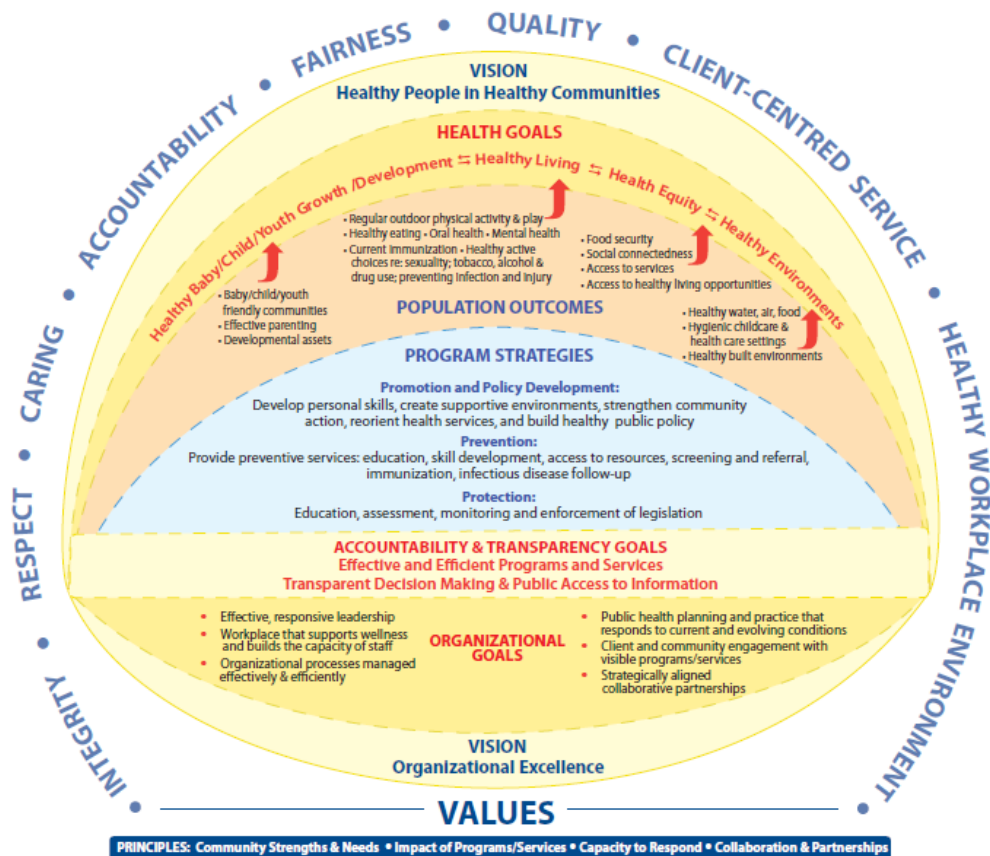 INTEGRITY • RESPECT • CARING • ACCOUNTABILITY • FAIRNESS • QUALITY • CLIENT-CENTRED SERVICE • HEALTHY WORKPLACE ENVIRONMENT •
VISION
Healthy People in Healthy Communities
HEALTH GOALS
Healthy Baby/Child/Youth Growth /Development ⇆ Healthy Living ⇆ Health Equity ⇆ Healthy Environments
• Baby/child/youth
friendly communities
• Effective parenting
• Developmental assets
• Regular outdoor physical activity & play
• Healthy eating • Oral health • Mental health
• Current immunization • Healthy active
choices re: sexuality; tobacco, alcohol &
drug use; preventing infection and injury
• Food security
• Social connectedness
• Access to services
• Access to healthy living opportunities
• Healthy water, air, food
• Hygienic childcare &
health care settings
• Healthy built environments
POPULATION OUTCOMES
PROGRAM STRATEGIES
Promotion and Policy Development:
Develop personal skills, create supportive environments, strengthen community
action, reorient health services, and build healthy public policy
Prevention:
Provide preventive services: education, skill development, access to resources, screening and referral,
immunization, infectious disease follow-up
Protection:
Education, assessment, monitoring and enforcement of legislation
ACCOUNTABILITY & TRANSPARENCY GOALS
Effective and Efficient Programs and Services
Transparent Decision Making & Public Access to Information
• Effective, responsive leadership
• Workplace that supports wellness
and builds the capacity of staff
• Organizational processes managed
effectively & efficiently
ORGANIZATIONAL
GOALS
• Public health planning and practice that
responds to current and evolving conditions
• Client and community engagement with
visible programs/services
• Strategically aligned
collaborative partnerships
VISION
Organizational Excellence
VALUES
PRINCIPLES: Community Strengths & Needs • Impact of Programs/Services • Capacity to Respond • Collaboration & Partnerships